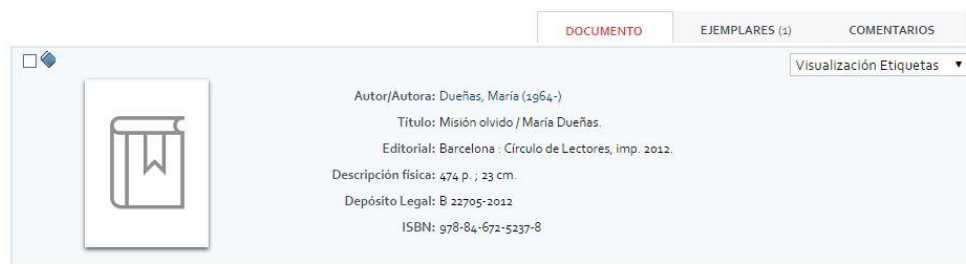 DOCUMENTO EJEMPLARES (1) COMENTARIOS
Visualización Etiquetas
Autor/Autora: Dueñas, María (1964-)
Título: Misión olvido / María Dueñas.
Editorial: Barcelona : Círculo de Lectores, imp. 2012.
Descripción física: 474 p. ; 23 cm.
Depósito Legal: B 22705-2012
ISBN: 978-84-672-5237-8